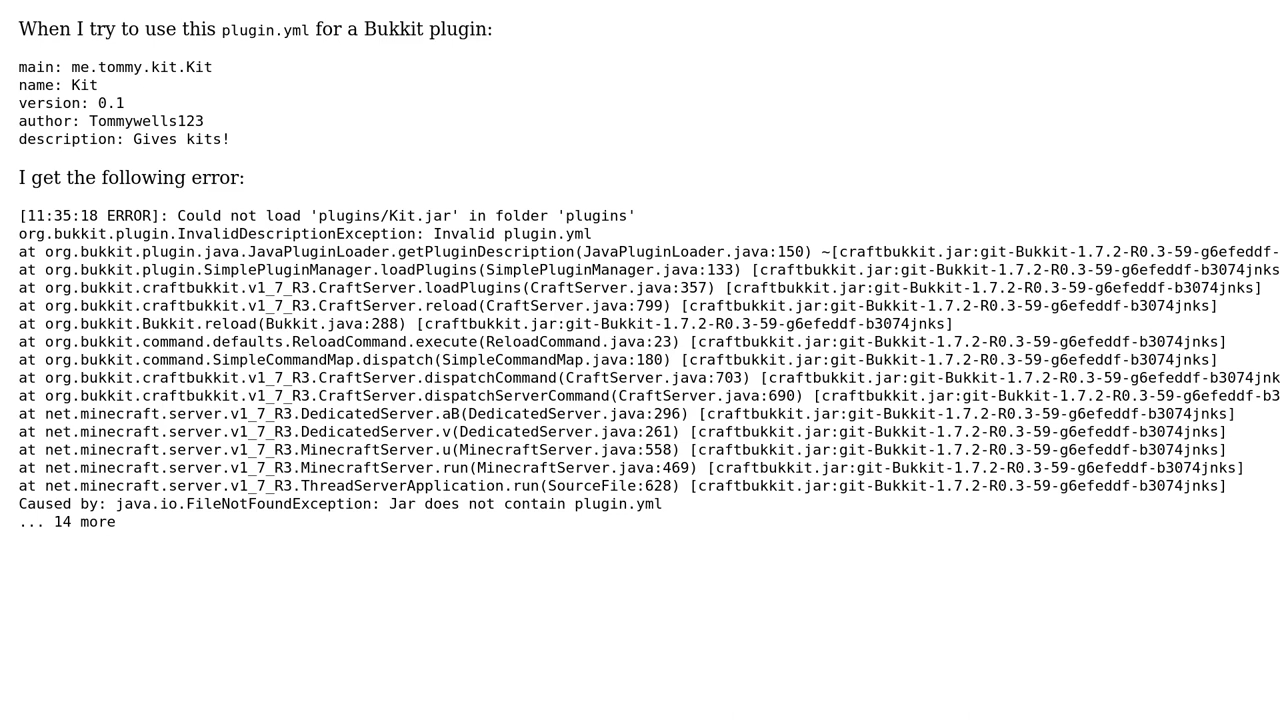 When I try to use this plugin.yml for a Bukkit plugin:
main: me.tommy.kit.Kit
name: Kit
version: 0.1
author: Tommywells123
description: Gives kits!
I get the following error:
[11:35:18 ERROR]: Could not load 'plugins/Kit.jar' in folder 'plugins'
org.bukkit.plugin.InvalidDescriptionException: Invalid plugin.yml
at org.bukkit.plugin.java.JavaPluginLoader.getPluginDescription(JavaPluginLoader.java:150) ~[craftbukkit.jar:git-Bukkit-1.7.2-R0.3-59-g6efeddf-
at org.bukkit.plugin.SimplePluginManager.loadPlugins(SimplePluginManager.java:133) [craftbukkit.jar:git-Bukkit-1.7.2-R0.3-59-g6efeddf-b3074jnks
at org.bukkit.craftbukkit.v1_7_R3.CraftServer.loadPlugins(CraftServer.java:357) [craftbukkit.jar:git-Bukkit-1.7.2-R0.3-59-g6efeddf-b3074jnks]
at org.bukkit.craftbukkit.v1_7_R3.CraftServer.reload(CraftServer.java:799) [craftbukkit.jar:git-Bukkit-1.7.2-R0.3-59-g6efeddf-b3074jnks]
at org.bukkit.Bukkit.reload(Bukkit.java:288) [craftbukkit.jar:git-Bukkit-1.7.2-R0.3-59-g6efeddf-b3074jnks]
at org.bukkit.command.defaults.ReloadCommand.execute(ReloadCommand.java:23) [craftbukkit.jar:git-Bukkit-1.7.2-R0.3-59-g6efeddf-b3074jnks]
at org.bukkit.command.SimpleCommandMap.dispatch(SimpleCommandMap.java:180) [craftbukkit.jar:git-Bukkit-1.7.2-R0.3-59-g6efeddf-b3074jnks]
at org.bukkit.craftbukkit.v1_7_R3.CraftServer.dispatchCommand(CraftServer.java:703) [craftbukkit.jar:git-Bukkit-1.7.2-R0.3-59-g6efeddf-b3074jnk
at org.bukkit.craftbukkit.v1_7_R3.CraftServer.dispatchServerCommand(CraftServer.java:690) [craftbukkit.jar:git-Bukkit-1.7.2-R0.3-59-g6efeddf-b3
at net.minecraft.server.v1_7_R3.DedicatedServer.aB(DedicatedServer.java:296) [craftbukkit.jar:git-Bukkit-1.7.2-R0.3-59-g6efeddf-b3074jnks]
at net.minecraft.server.v1_7_R3.DedicatedServer.v(DedicatedServer.java:261) [craftbukkit.jar:git-Bukkit-1.7.2-R0.3-59-g6efeddf-b3074jnks]
at net.minecraft.server.v1_7_R3.MinecraftServer.u(MinecraftServer.java:558) [craftbukkit.jar:git-Bukkit-1.7.2-R0.3-59-g6efeddf-b3074jnks]
at net.minecraft.server.v1_7_R3.MinecraftServer.run(MinecraftServer.java:469) [craftbukkit.jar:git-Bukkit-1.7.2-R0.3-59-g6efeddf-b3074jnks]
at net.minecraft.server.v1_7_R3.ThreadServerApplication.run(SourceFile:628) [craftbukkit.jar:git-Bukkit-1.7.2-R0.3-59-g6efeddf-b3074jnks]
Caused by: java.io.FileNotFoundException: Jar does not contain plugin.yml
... 14 more